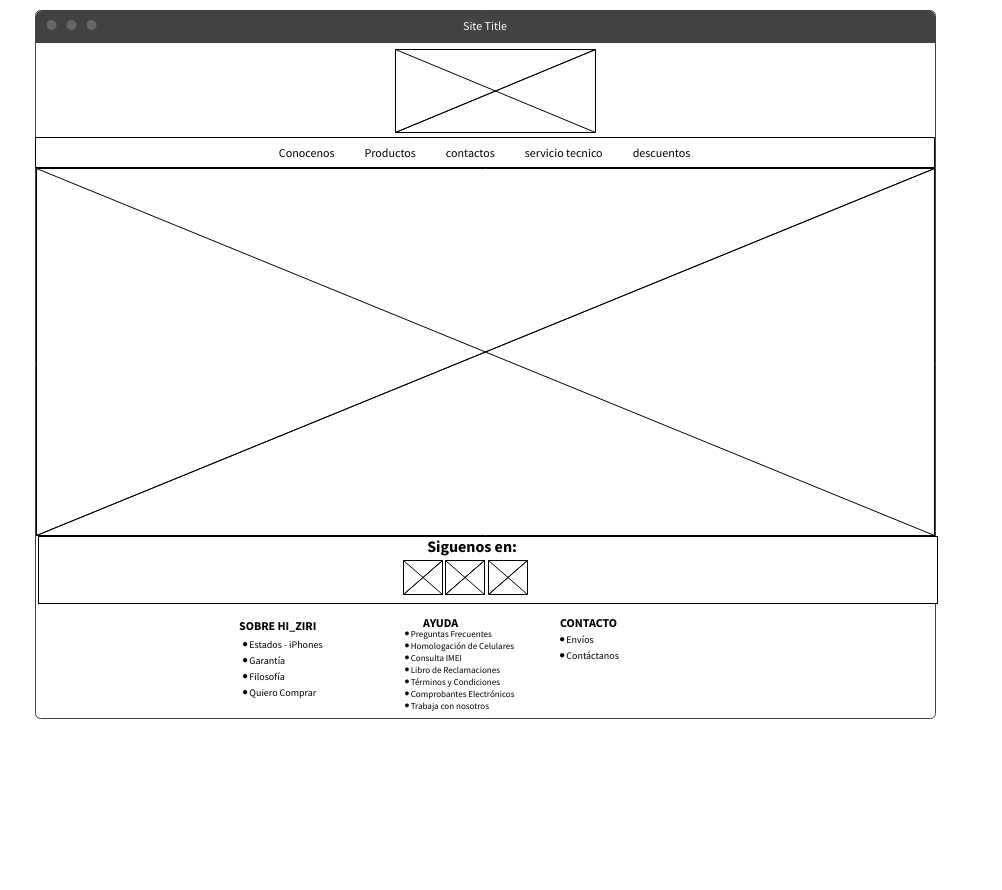 Site Title
Conocenos Productos contactos servicio tecnico descuentos
Siguenos en:
SOBRE HI_ZIRI
Estados - iPhones
Garantía
Filosofía
Quiero Comprar
AYUDA
Preguntas Frecuentes
Homologación de Celulares
Consulta IMEI
Libro de Reclamaciones
Términos y Condiciones
Comprobantes Electrónicos
Trabaja con nosotros
CONTACTO
Envíos
Contáctanos